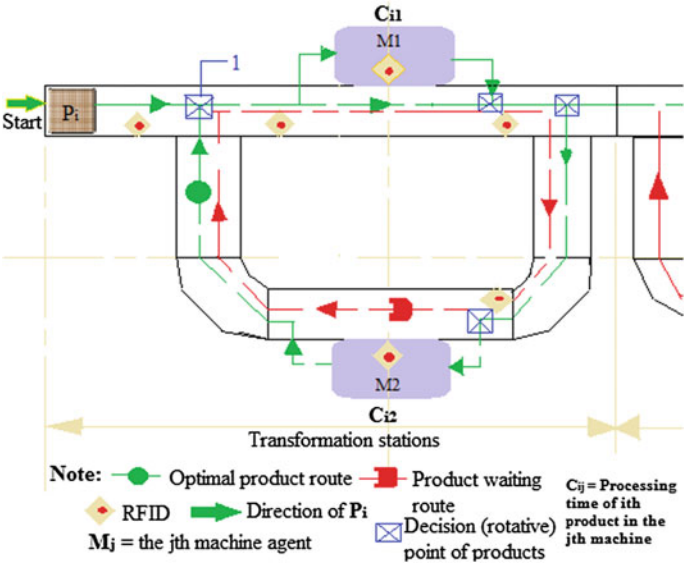 Ci1
M1
1
Start
Pi
M2
Ci2
Transformation stations
Note: Optimal product route
Product waiting route
RFID
Direction of Pi
Decision (rotative) point of products
Mj = the jth machine agent
Cij = Processing
time of ith
product in the
jth machine